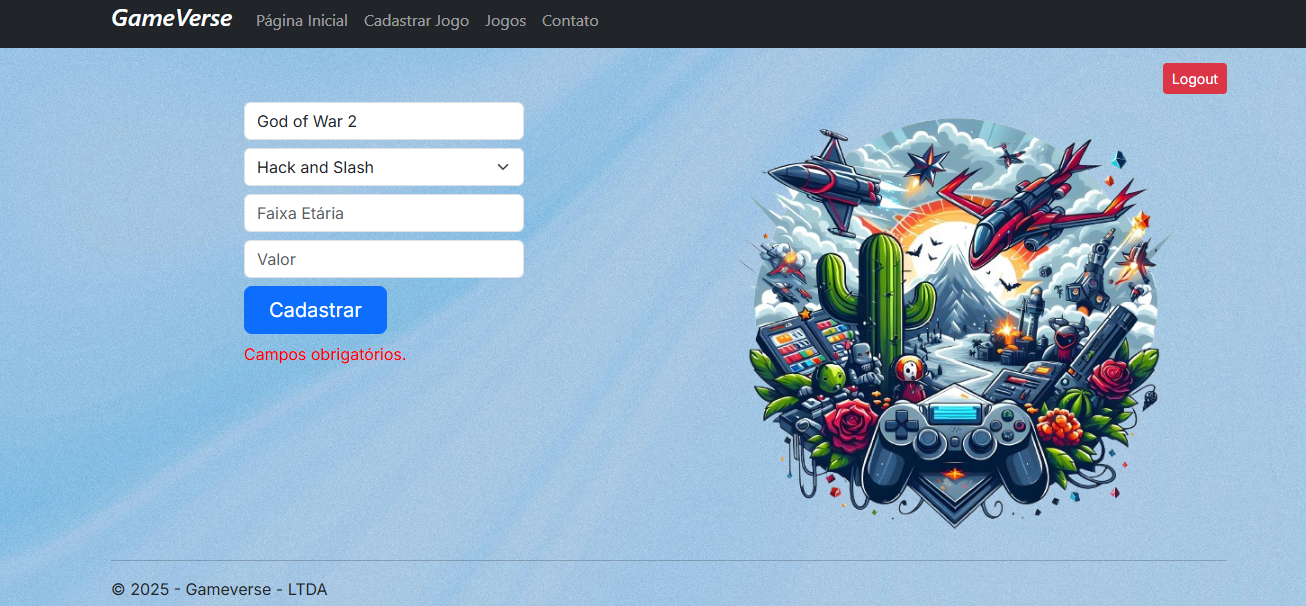 GameVerse Página Inicial Cadastrar Jogo Jogos Contato
Logout
God of War 2
Hack and Slash
Faixa Etária
Valor
Cadastrar
Campos obrigatórios.
© 2025 - Gameverse - LTDA